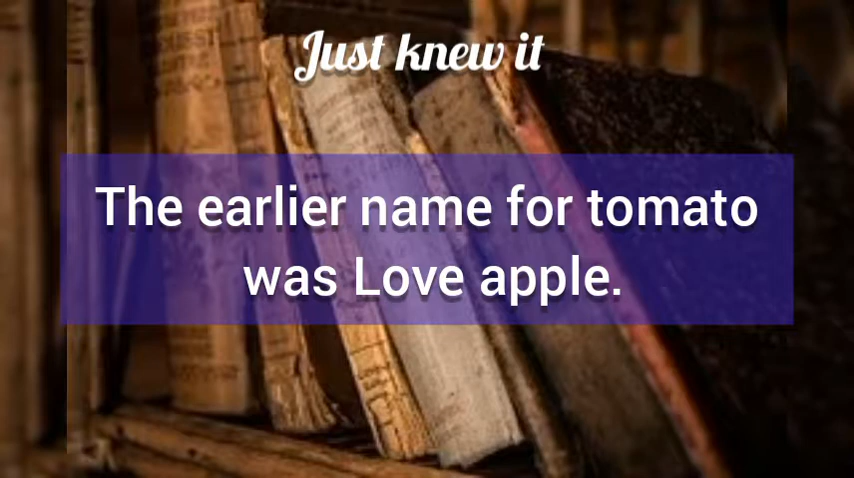 Just knew it
The earlier name for tomato
was Love apple.